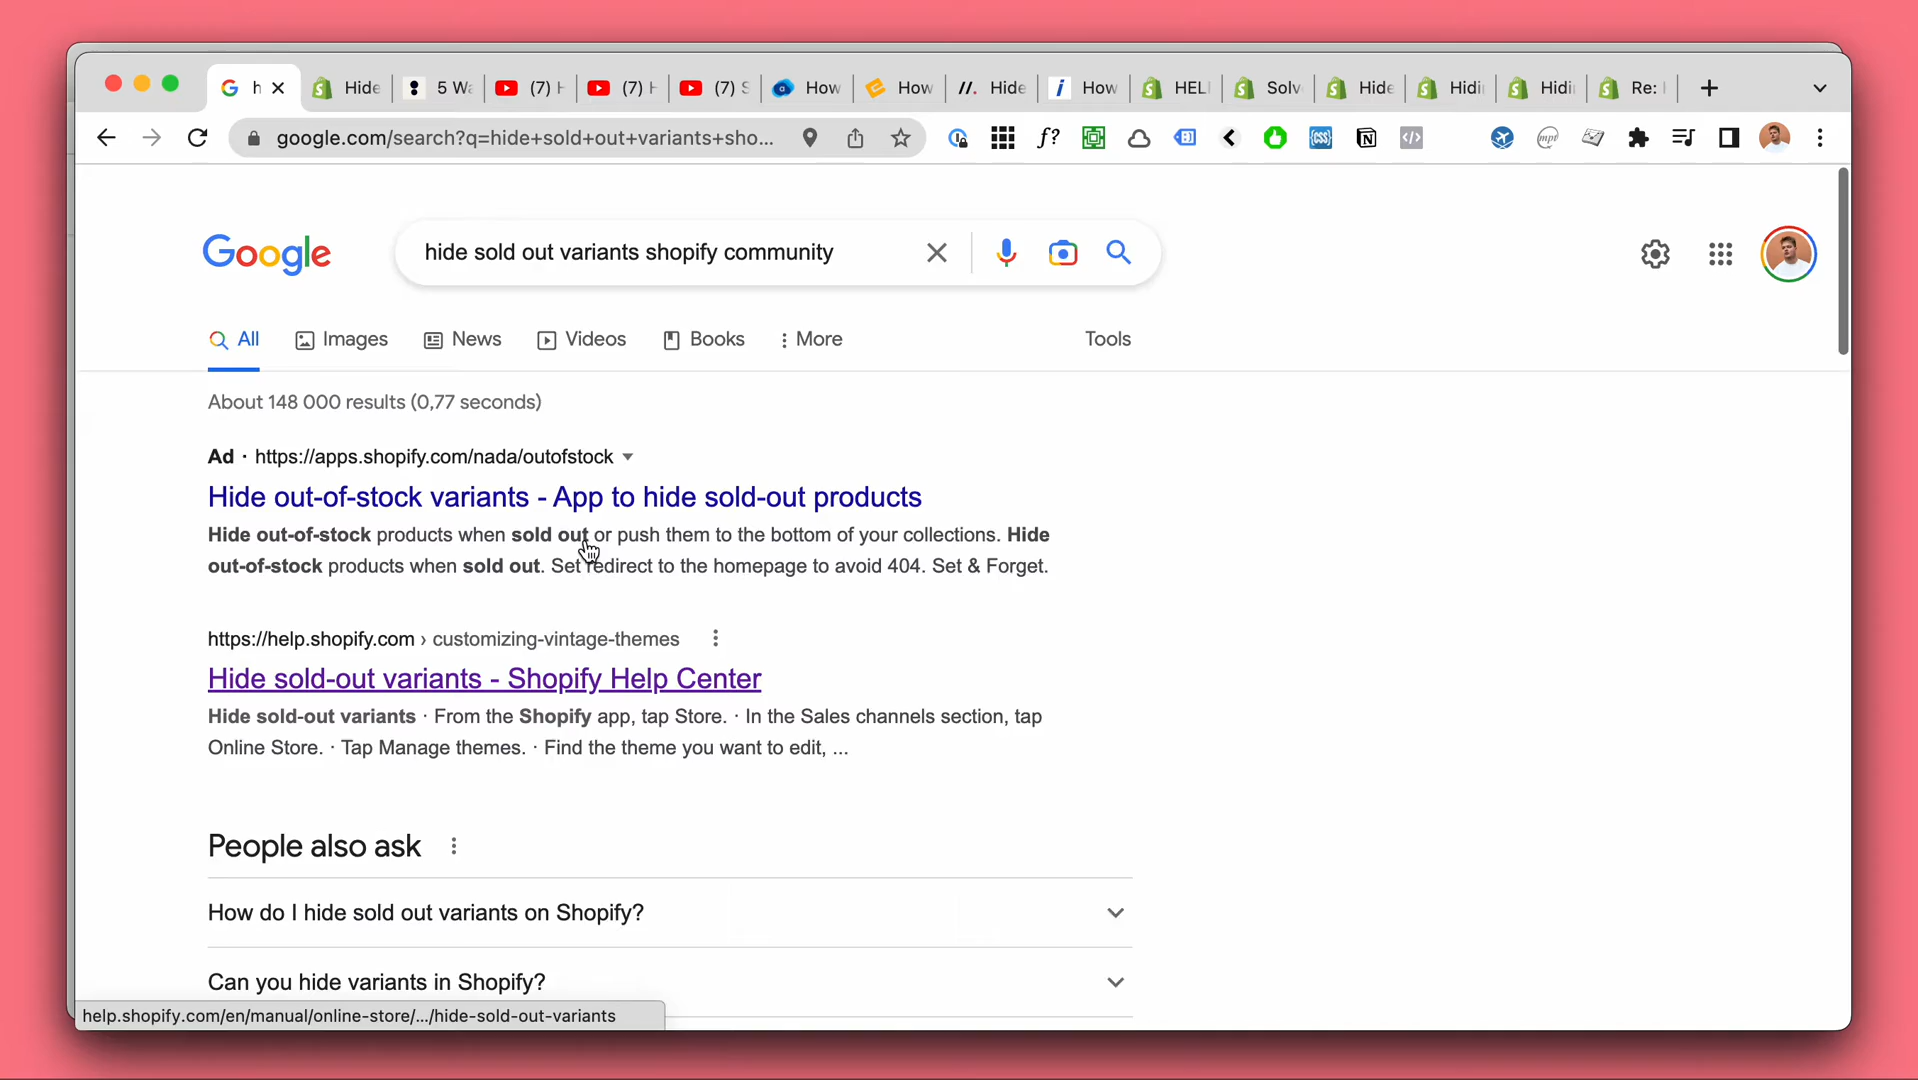 h
Hide
5 Wa
(7) H
(7) H
(7) S
How
How
Hide
How
HEL
Solv
Hide
Hidi
Hidi
Re:
google.com/search?q=hide+sold+out+variants+sho...
f?
{CSS}
mpt
Google
hide sold out variants shopify community
All
Images
News
Videos
Books
More
Tools
About 148 000 results (0,77 seconds)
Ad · https://apps.shopify.com/nada/outofstock
Hide out-of-stock variants - App to hide sold-out products
Hide out-of-stock products when sold out or push them to the bottom of your collections. Hide
out-of-stock products when sold out. Set redirect to the homepage to avoid 404. Set & Forget.
https://help.shopify.com › customizing-vintage-themes
Hide sold-out variants - Shopify Help Center
Hide sold-out variants · From the Shopify app, tap Store. · In the Sales channels section, tap
Online Store. · Tap Manage themes. · Find the theme you want to edit, ...
People also ask
How do I hide sold out variants on Shopify?
Can you hide variants in Shopify?
help.shopify.com/en/manual/online-store/.../hide-sold-out-variants